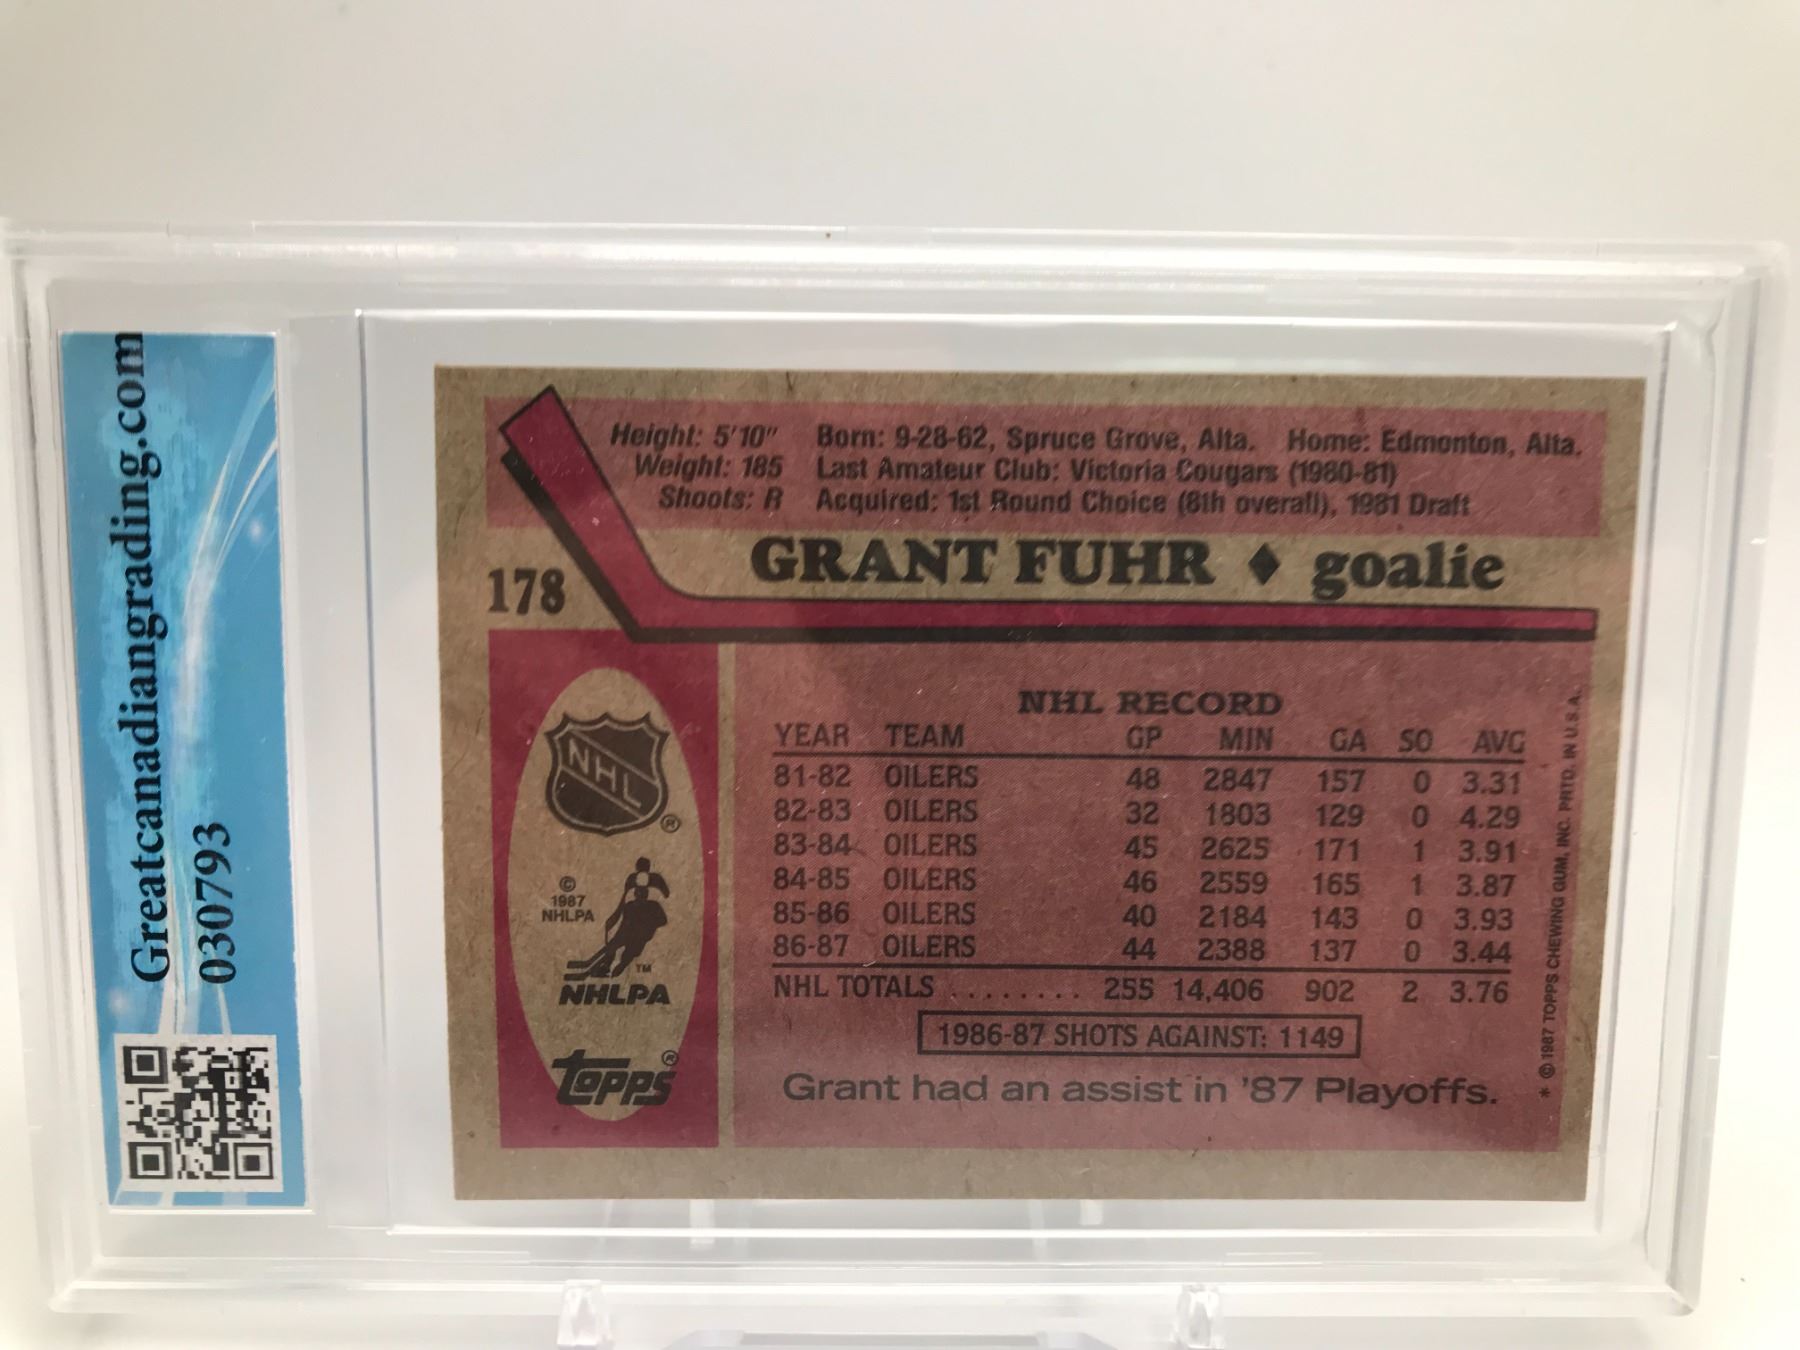 Greatcanadiangrading.com
030793
Height: 5'10" Born: 9-28-62, Spruce Grove, Alta. Home: Edmonton, Alta.
Weight: 185 Last Amateur Club: Victoria Cougars (1980-81)
Shoots: R Acquired: 1st Round Choice (8th overall), 1981 Draft
178
GRANT FUHR ♦ goalie
NHL
®
© 1987
NHLPA
TM
NHLPA
topps®
NHL RECORD
YEAR TEAM GP MIN GA SO AVG
81-82 OILERS 48 2847 157 0 3.31
82-83 OILERS 32 1803 129 0 4.29
83-84 OILERS 45 2625 171 1 3.91
84-85 OILERS 46 2559 165 1 3.87
85-86 OILERS 40 2184 143 0 3.93
86-87 OILERS 44 2388 137 0 3.44
NHL TOTALS ........ 255 14,406 902 2 3.76
1986-87 SHOTS AGAINST: 1149
Grant had an assist in '87 Playoffs.
* © 1987 TOPPS CHEWING GUM, INC. PRTD. IN U.S.A.